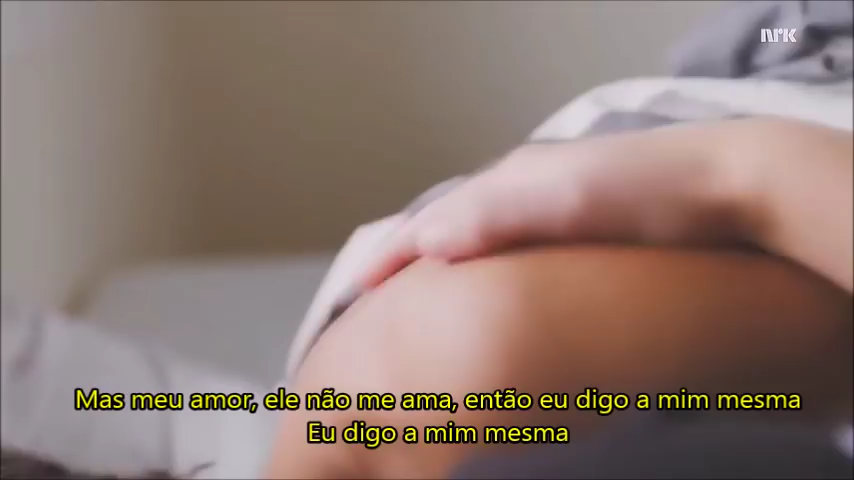 nrk
Mas meu amor, ele não me ama, então eu digo a mim mesma
Eu digo a mim mesma